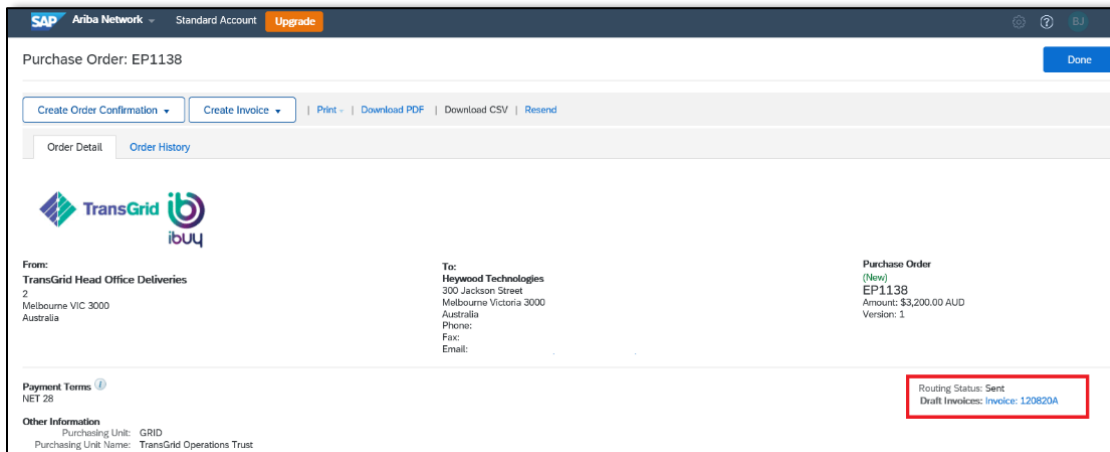 SAP Ariba Network Standard Account Upgrade ? BJ
Purchase Order: EP1138 Done
Create Order Confirmation Create Invoice | Print - | Download PDF | Download CSV | Resend
Order Detail Order History
TransGrid ib
ibuy
From:
TransGrid Head Office Deliveries
2
Melbourne VIC 3000
Australia
To:
Heywood Technologies
300 Jackson Street
Melbourne Victoria 3000
Australia
Phone:
Fax:
Email:
Purchase Order
(New)
EP1138
Amount: $3,200.00 AUD
Version: 1
Payment Terms i
NET 28
Routing Status: Sent
Draft Invoices: Invoice: 120820A
Other Information
Purchasing Unit: GRID
Purchasing Unit Name: TransGrid Operations Trust